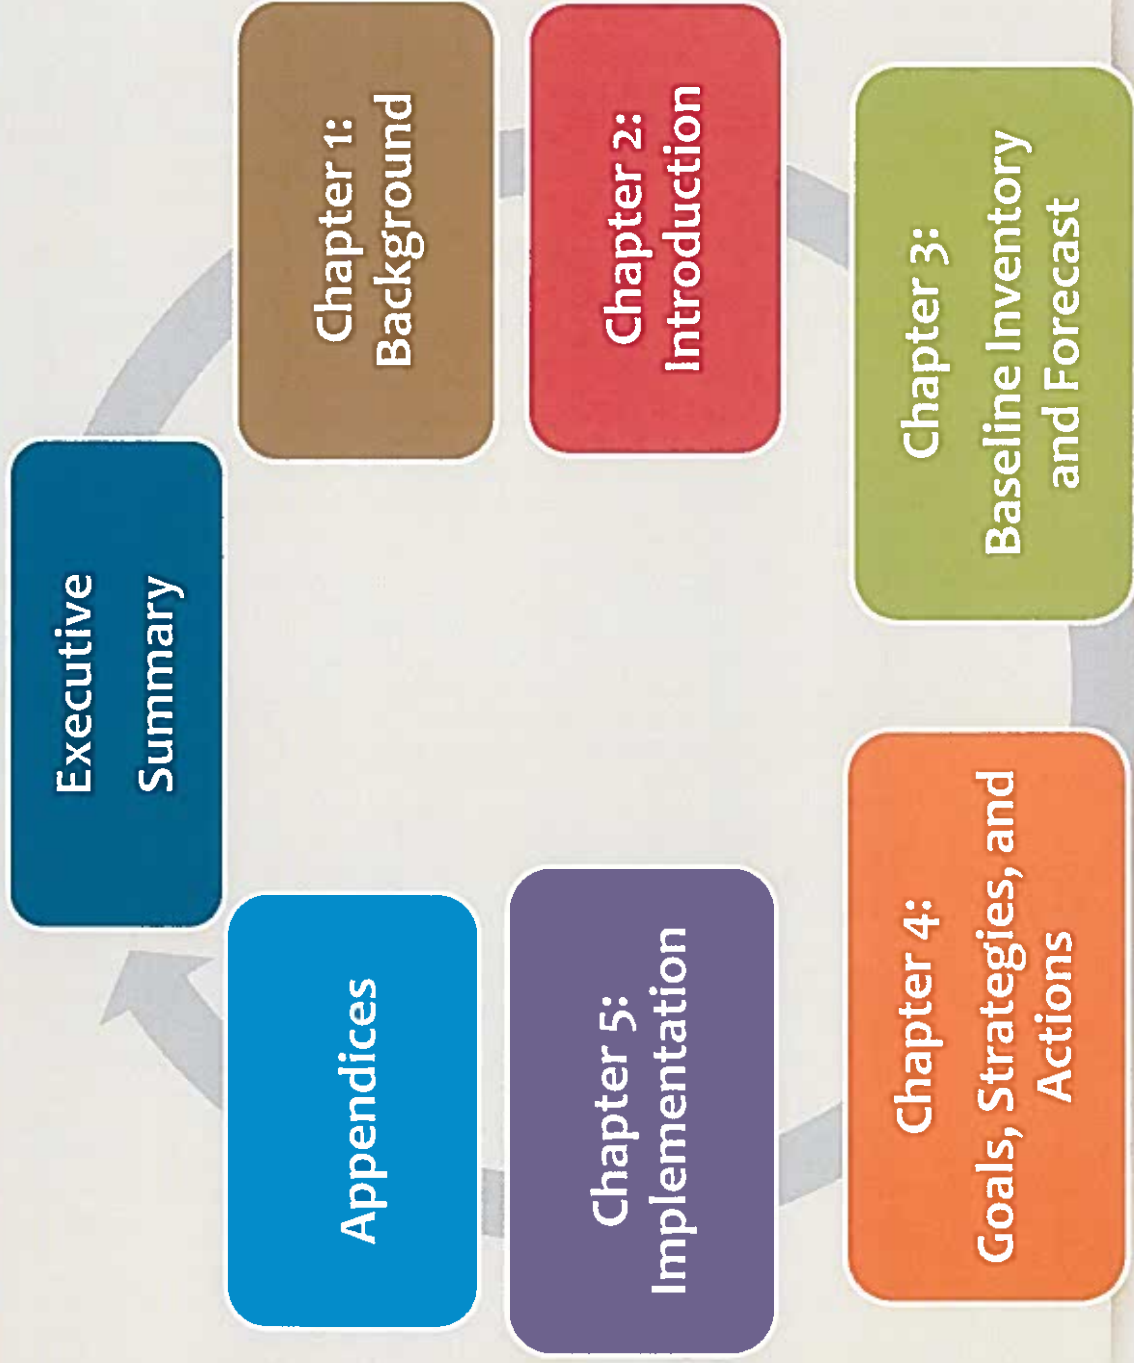 Executive
Summary
Chapter 1:
Background
Chapter 2:
Introduction
Chapter 3:
Baseline Inventory
and Forecast
Chapter 4:
Goals, Strategies, and
Actions
Chapter 5:
Implementation
Appendices